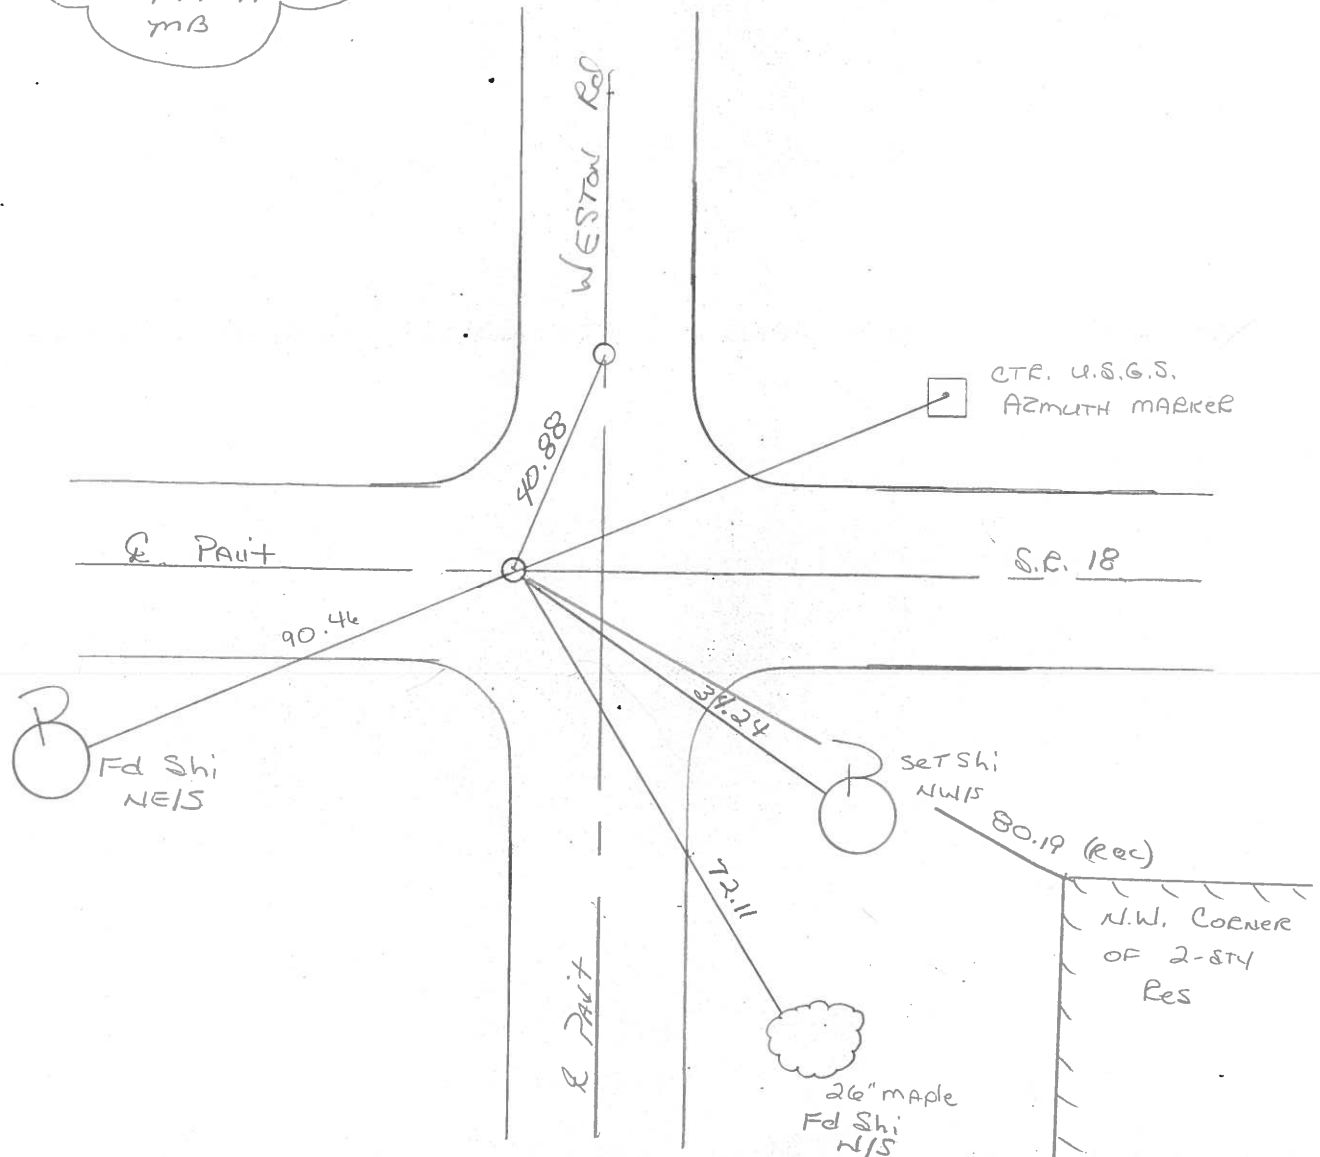 MB
WESTON Rd
CTR. U.S.G.S.
AZMUTH MARKER
40.88
℄ PAVt
S.R. 18
90.46
Fd Shi
NE/S
34.24
SeT Shi
NW/S
80.19 (Rec)
72.11
N.W. CORNER
OF 2-STY
Res
℄ PAVt
26" MAPle
Fd Shi
N/S